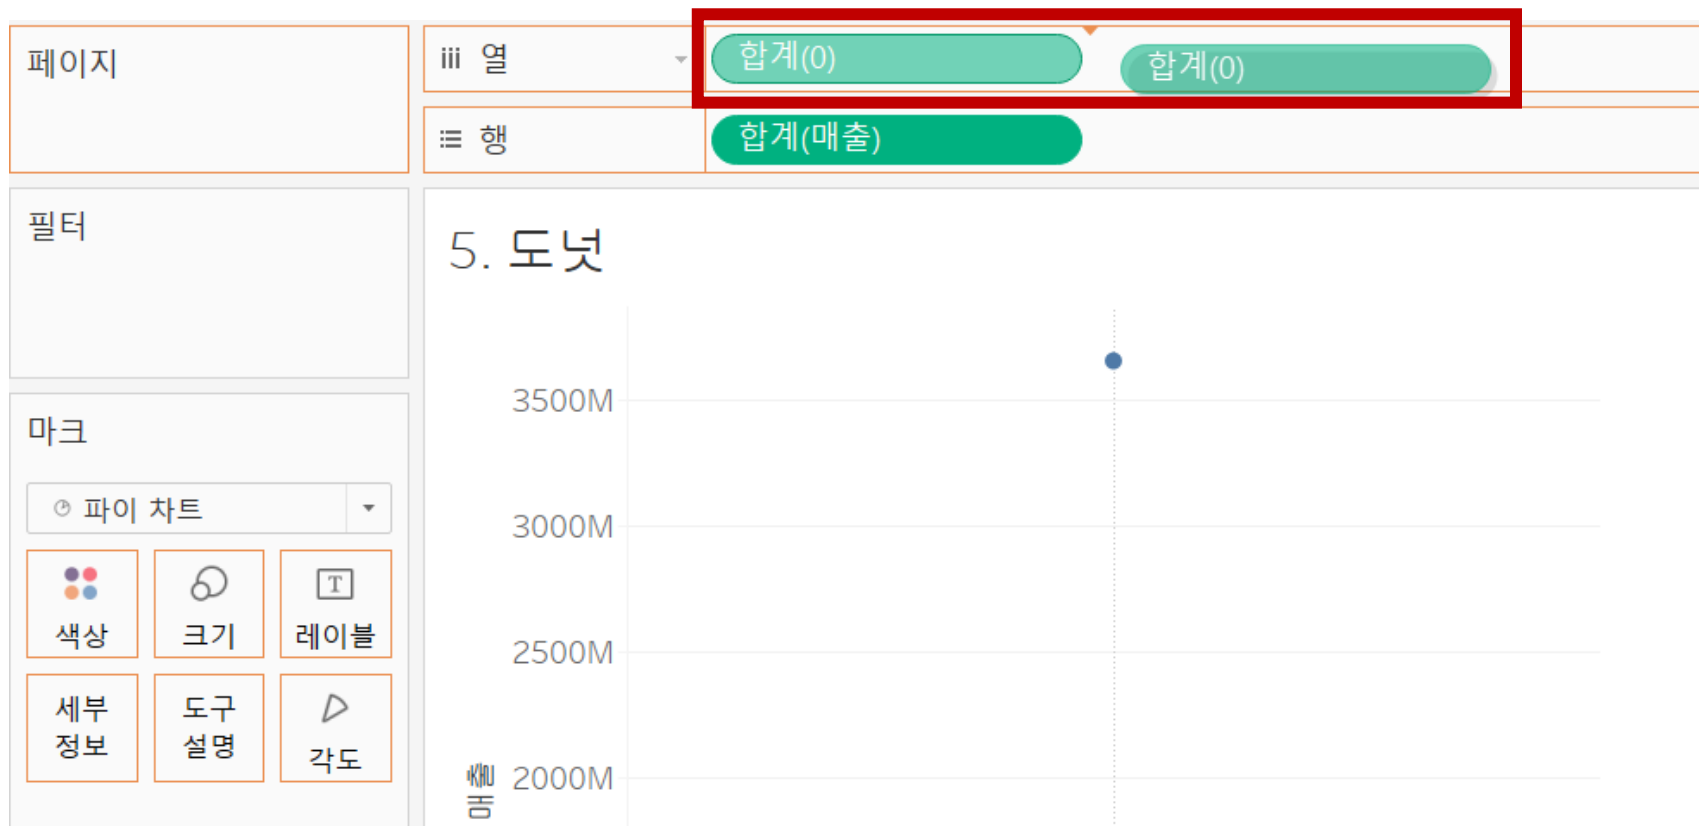 페이지
열
합계(0)
합계(0)
행
합계(매출)
필터
5. 도넛
마크
파이 차트
색상
크기
T
레이블
세부
정보
도구
설명
각도
3500M
3000M
2500M
2000M
매출